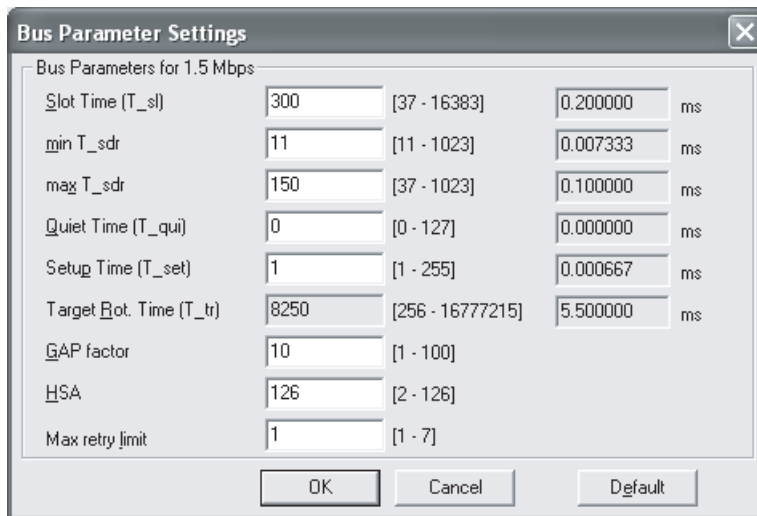 Bus Parameter Settings
Bus Parameters for 1.5 Mbps
Slot Time (T_sl) 300 [37 - 16383] 0.200000 ms
min T_sdr 11 [11 - 1023] 0.007333 ms
max T_sdr 150 [37 - 1023] 0.100000 ms
Quiet Time (T_qui) 0 [0 - 127] 0.000000 ms
Setup Time (T_set) 1 [1 - 255] 0.000667 ms
Target Rot. Time (T_tr) 8250 [256 - 16777215] 5.500000 ms
GAP factor 10 [1 - 100]
HSA 126 [2 - 126]
Max retry limit 1 [1 - 7]
OK Cancel Default